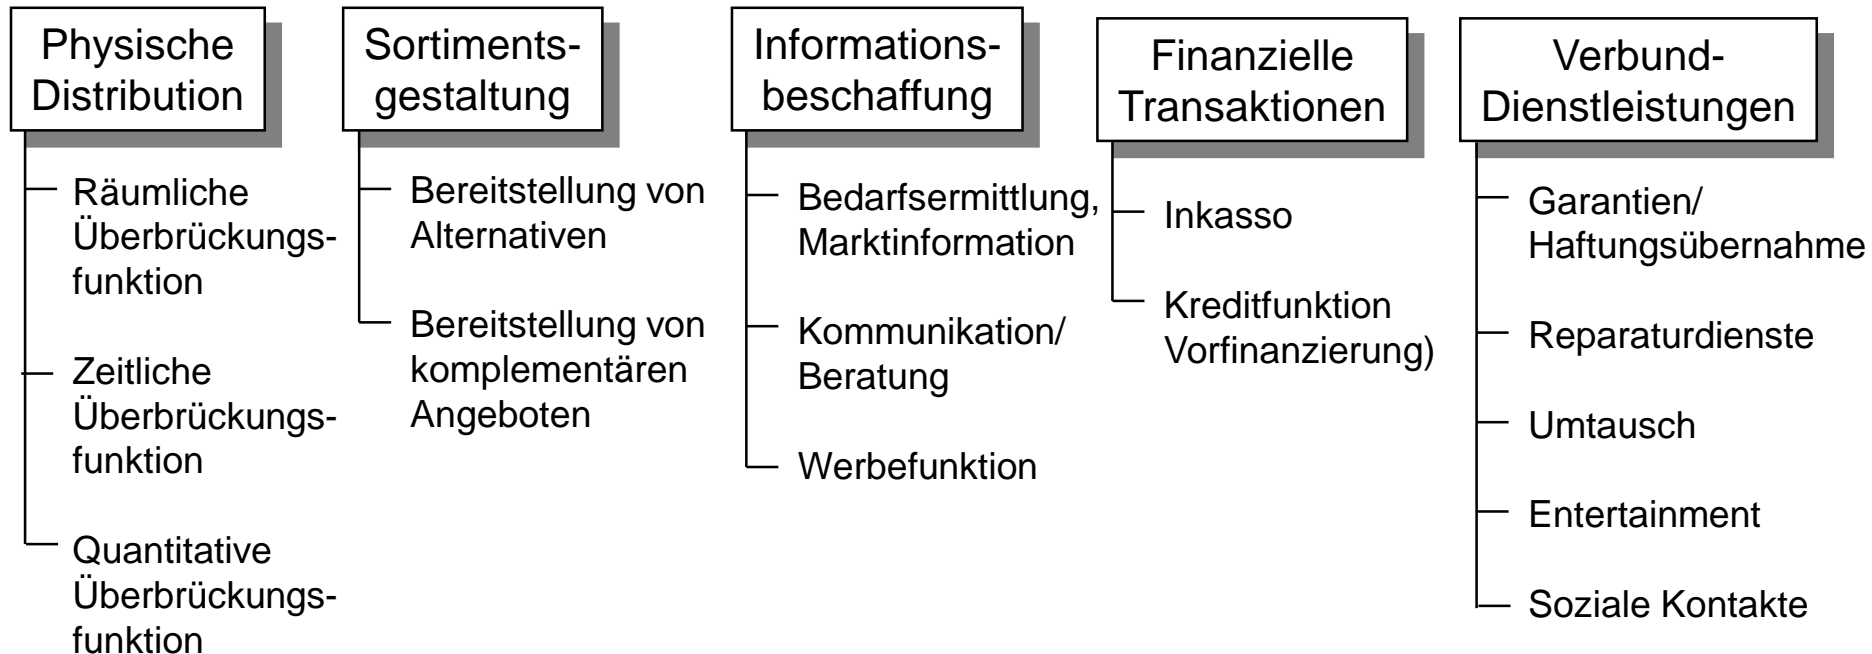 Physische
Distribution
Räumliche
Überbrückungs-
funktion
Zeitliche
Überbrückungs-
funktion
Quantitative
Überbrückungs-
funktion
Sortiments-
gestaltung
Bereitstellung von
Alternativen
Bereitstellung von
komplementären
Angeboten
Informations-
beschaffung
Bedarfsermittlung,
Marktinformation
Kommunikation/
Beratung
Werbefunktion
Finanzielle
Transaktionen
Inkasso
Kreditfunktion
Vorfinanzierung)
Verbund-
Dienstleistungen
Garantien/
Haftungsübernahme
Reparaturdienste
Umtausch
Entertainment
Soziale Kontakte